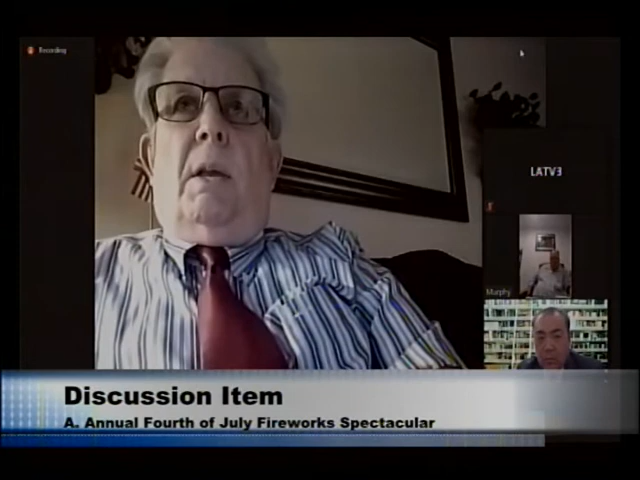 Recording
LATV3
Murphy
Discussion Item
A. Annual Fourth of July Fireworks Spectacular